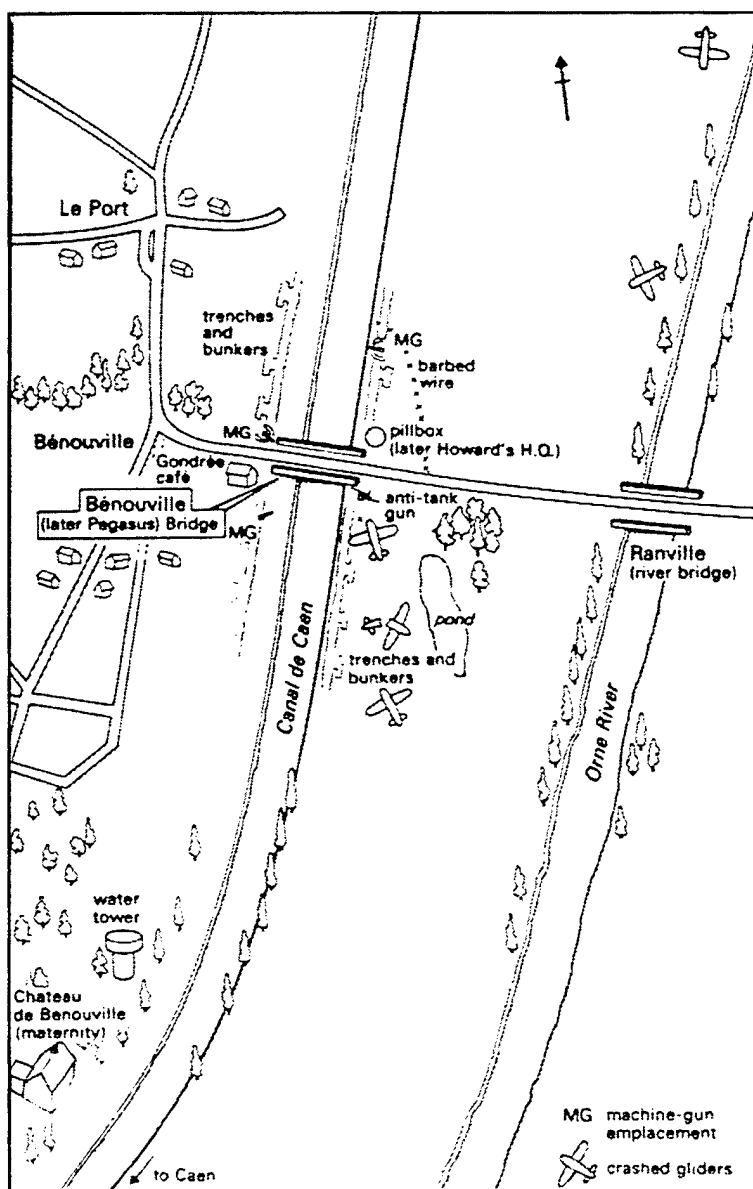 Le Port
trenches
and
bunkers
MG
barbed
wire
Bénouville
MG
pillbox
(later Howard's H.Q.)
Gondrée
café
Bénouville
(later Pegasus) Bridge
anti-tank
gun
MG
Ranville
(river bridge)
pond
trenches and
bunkers
Canal de Caen
Orne River
water
tower
Chateau
de Benouville
(maternity)
to Caen
MG machine-gun
emplacement
crashed gliders